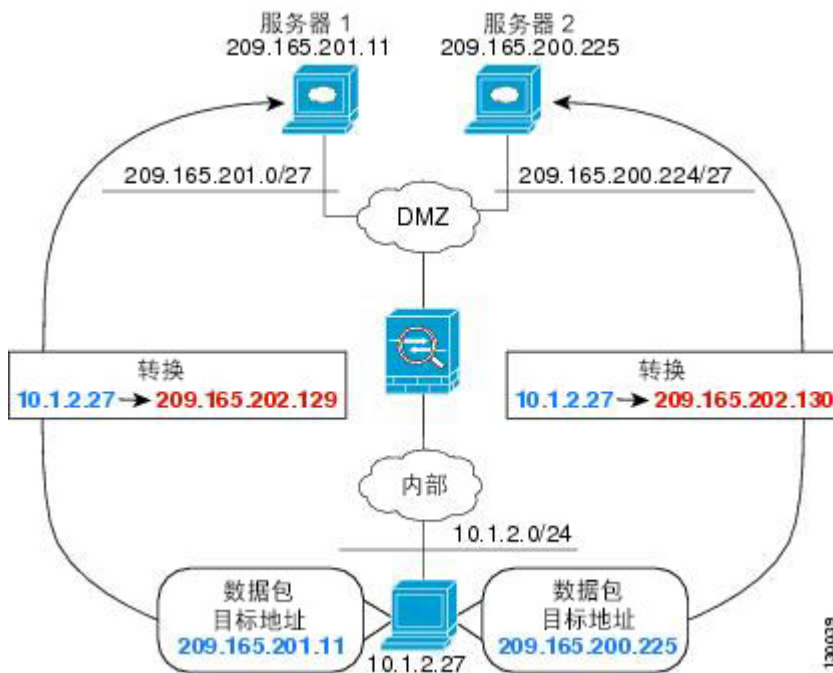 服务器 1
209.165.201.11
服务器 2
209.165.200.225
209.165.201.0/27
209.165.200.224/27
DMZ
转换
10.1.2.27 → 209.165.202.129
转换
10.1.2.27 → 209.165.202.130
内部
10.1.2.0/24
数据包
目标地址
209.165.201.11
数据包
目标地址
209.165.200.225
10.1.2.27
130039